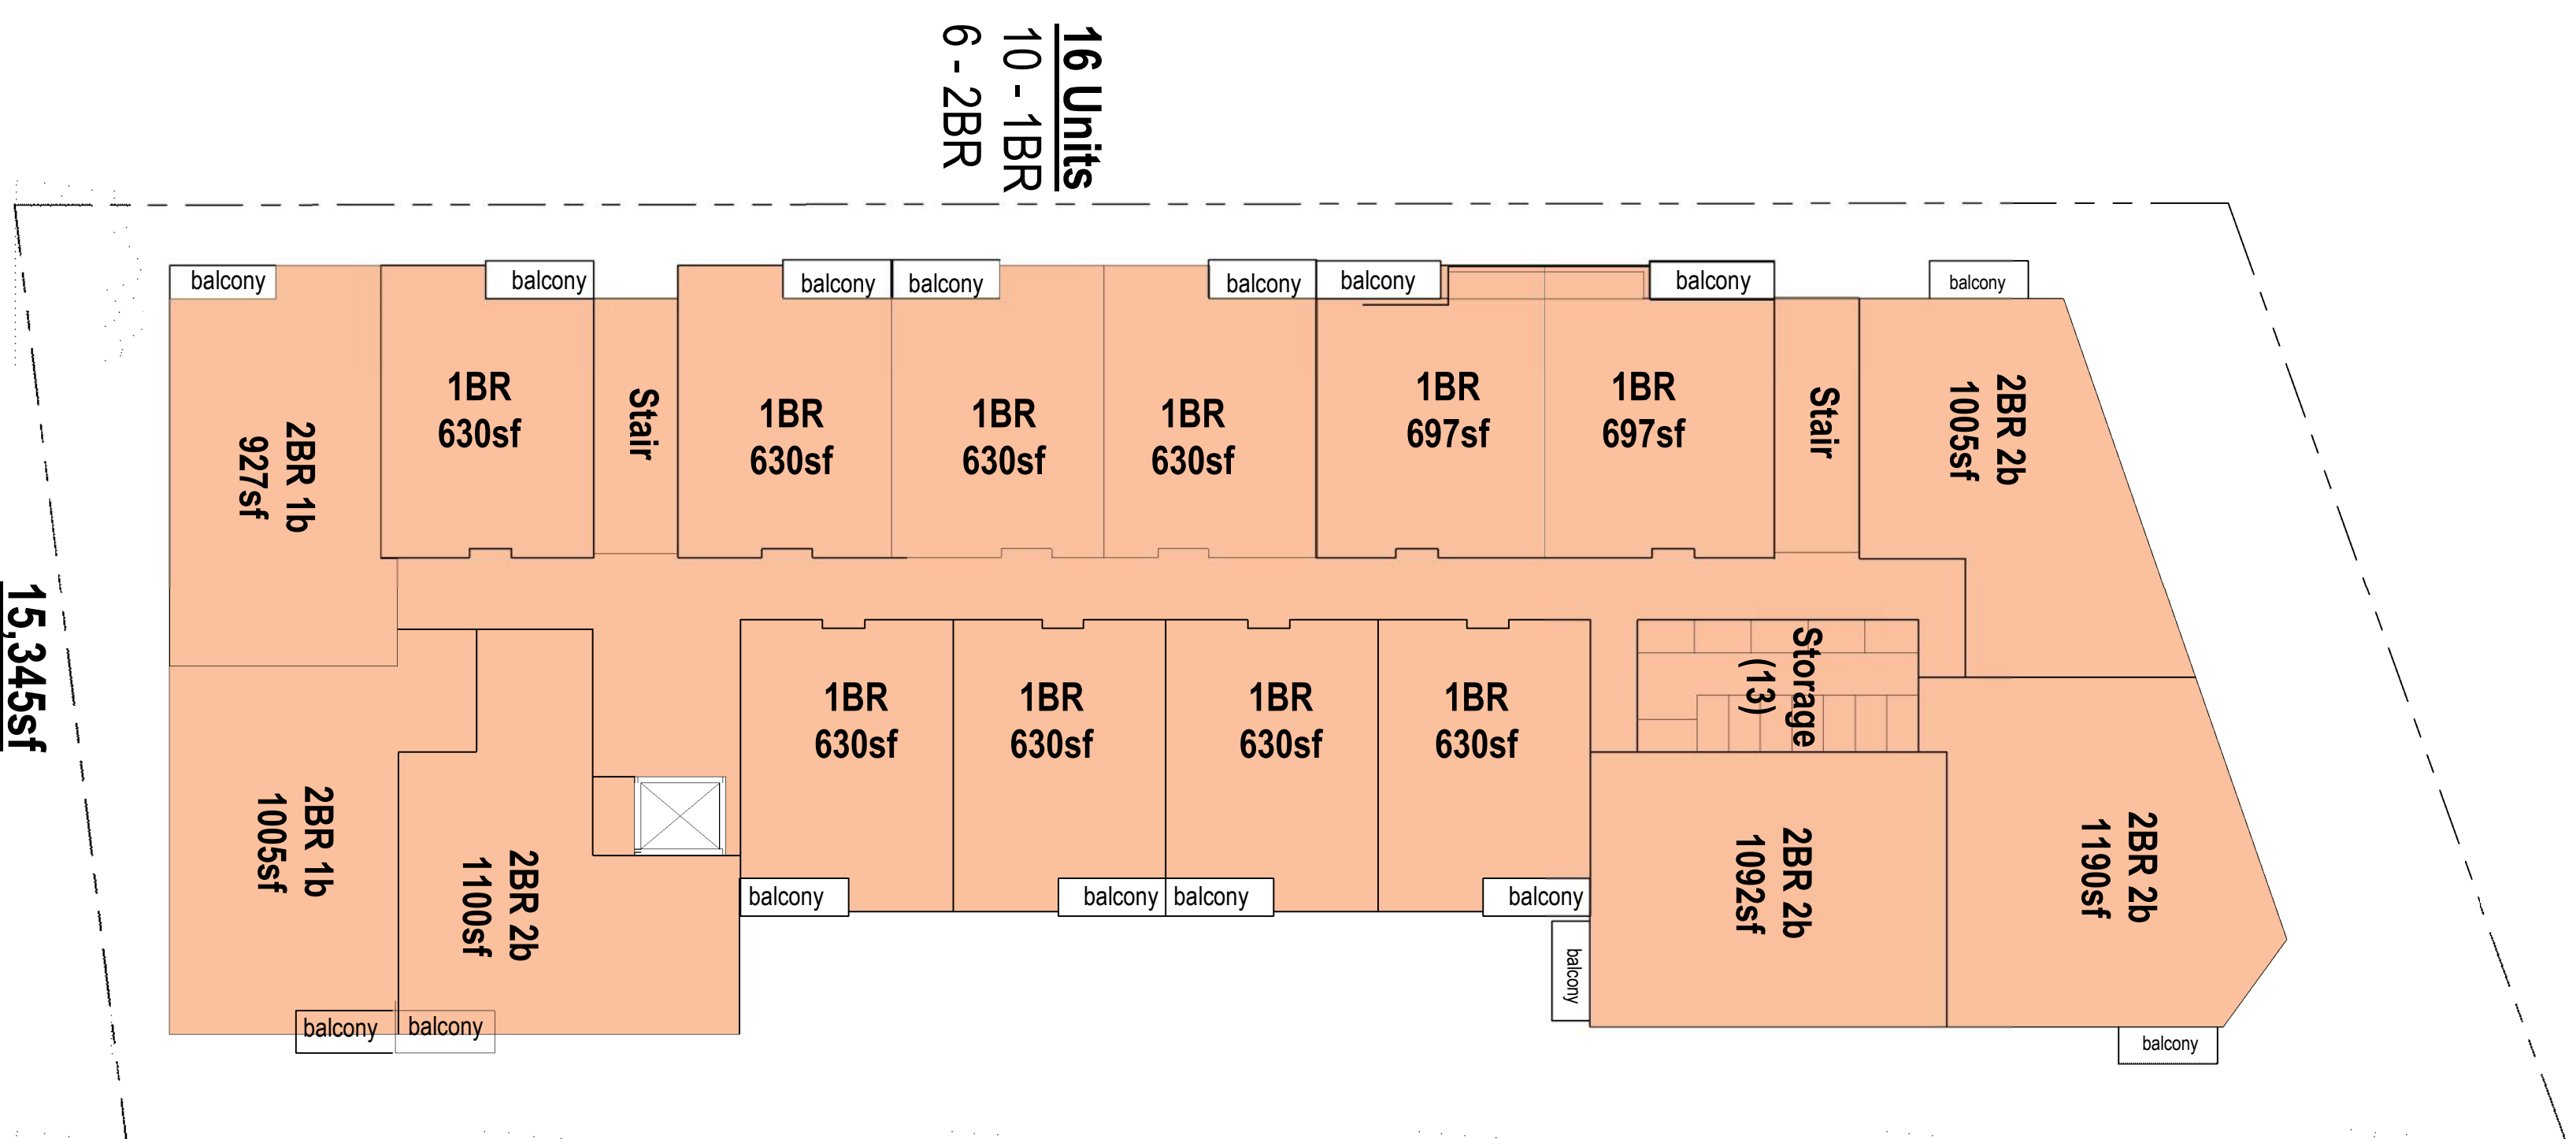 16 Units
10 - 1BR
6 - 2BR
balcony
balcony
balcony
balcony
balcony
balcony
balcony
balcony
2BR 1b
927sf
1BR
630sf
Stair
1BR
630sf
1BR
630sf
1BR
630sf
1BR
697sf
1BR
697sf
Stair
2BR 2b
1005sf
15,345sf
2BR 1b
1005sf
2BR 2b
1100sf
1BR
630sf
1BR
630sf
1BR
630sf
1BR
630sf
Storage
(13)
2BR 2b
1092sf
2BR 2b
1190sf
balcony
balcony
balcony
balcony
balcony
balcony
balcony
balcony